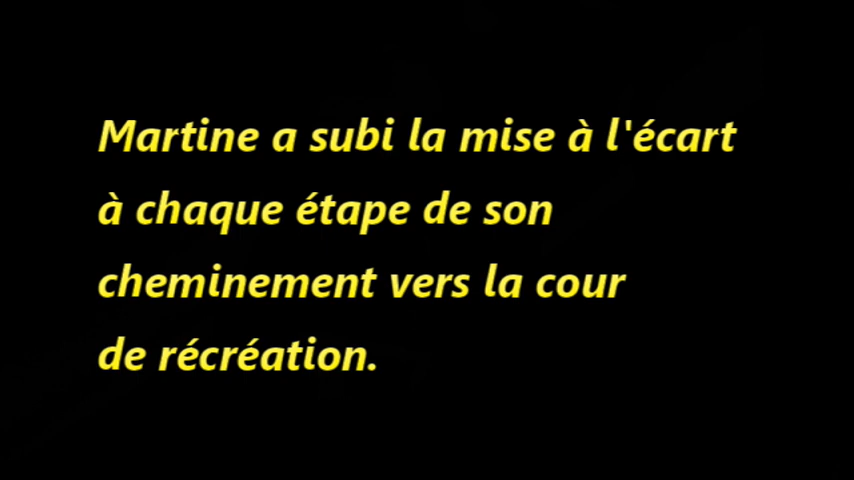 Martine a subi la mise à l'écart
à chaque étape de son
cheminement vers la cour
de récréation.